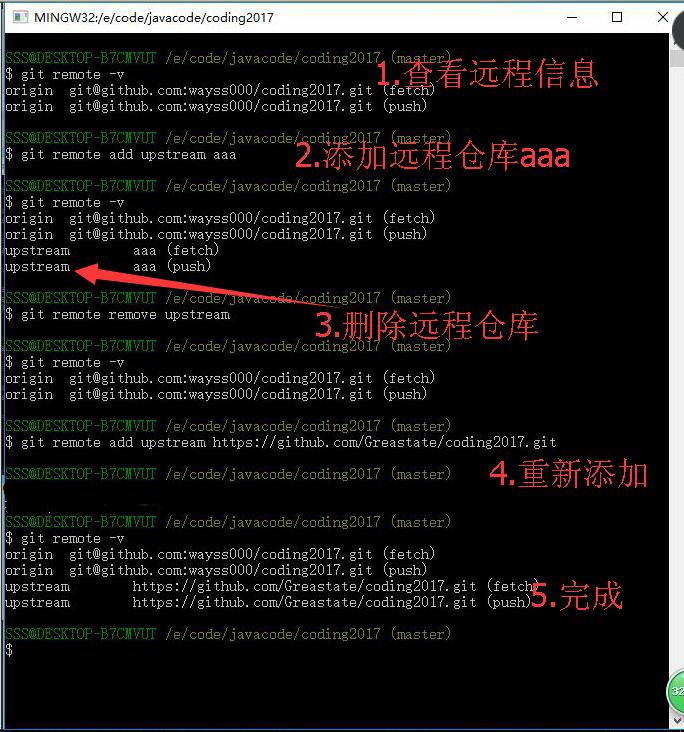 MINGW32:/e/code/javacode/coding2017
SSS@DESKTOP-B7CMVUT /e/code/javacode/coding2017 (master)
$ git remote -v
1.查看远程信息
origin  git@github.com:wayss000/coding2017.git (fetch)
origin  git@github.com:wayss000/coding2017.git (push)
SSS@DESKTOP-B7CMVUT /e/code/javacode/coding2017 (master)
$ git remote add upstream aaa
2.添加远程仓库aaa
SSS@DESKTOP-B7CMVUT /e/code/javacode/coding2017 (master)
$ git remote -v
origin  git@github.com:wayss000/coding2017.git (fetch)
origin  git@github.com:wayss000/coding2017.git (push)
upstream        aaa (fetch)
upstream        aaa (push)
SSS@DESKTOP-B7CMVUT /e/code/javacode/coding2017 (master)
$ git remote remove upstream
3.删除远程仓库
SSS@DESKTOP-B7CMVUT /e/code/javacode/coding2017 (master)
$ git remote -v
origin  git@github.com:wayss000/coding2017.git (fetch)
origin  git@github.com:wayss000/coding2017.git (push)
SSS@DESKTOP-B7CMVUT /e/code/javacode/coding2017 (master)
$ git remote add upstream https://github.com/Greastate/coding2017.git
SSS@DESKTOP-B7CMVUT /e/code/javacode/coding2017 (master)
4.重新添加
SSS@DESKTOP-B7CMVUT /e/code/javacode/coding2017 (master)
$ git remote -v
origin  git@github.com:wayss000/coding2017.git (fetch)
origin  git@github.com:wayss000/coding2017.git (push)
upstream        https://github.com/Greastate/coding2017.git (fetch)
upstream        https://github.com/Greastate/coding2017.git (push)
5.完成
SSS@DESKTOP-B7CMVUT /e/code/javacode/coding2017 (master)
$
32